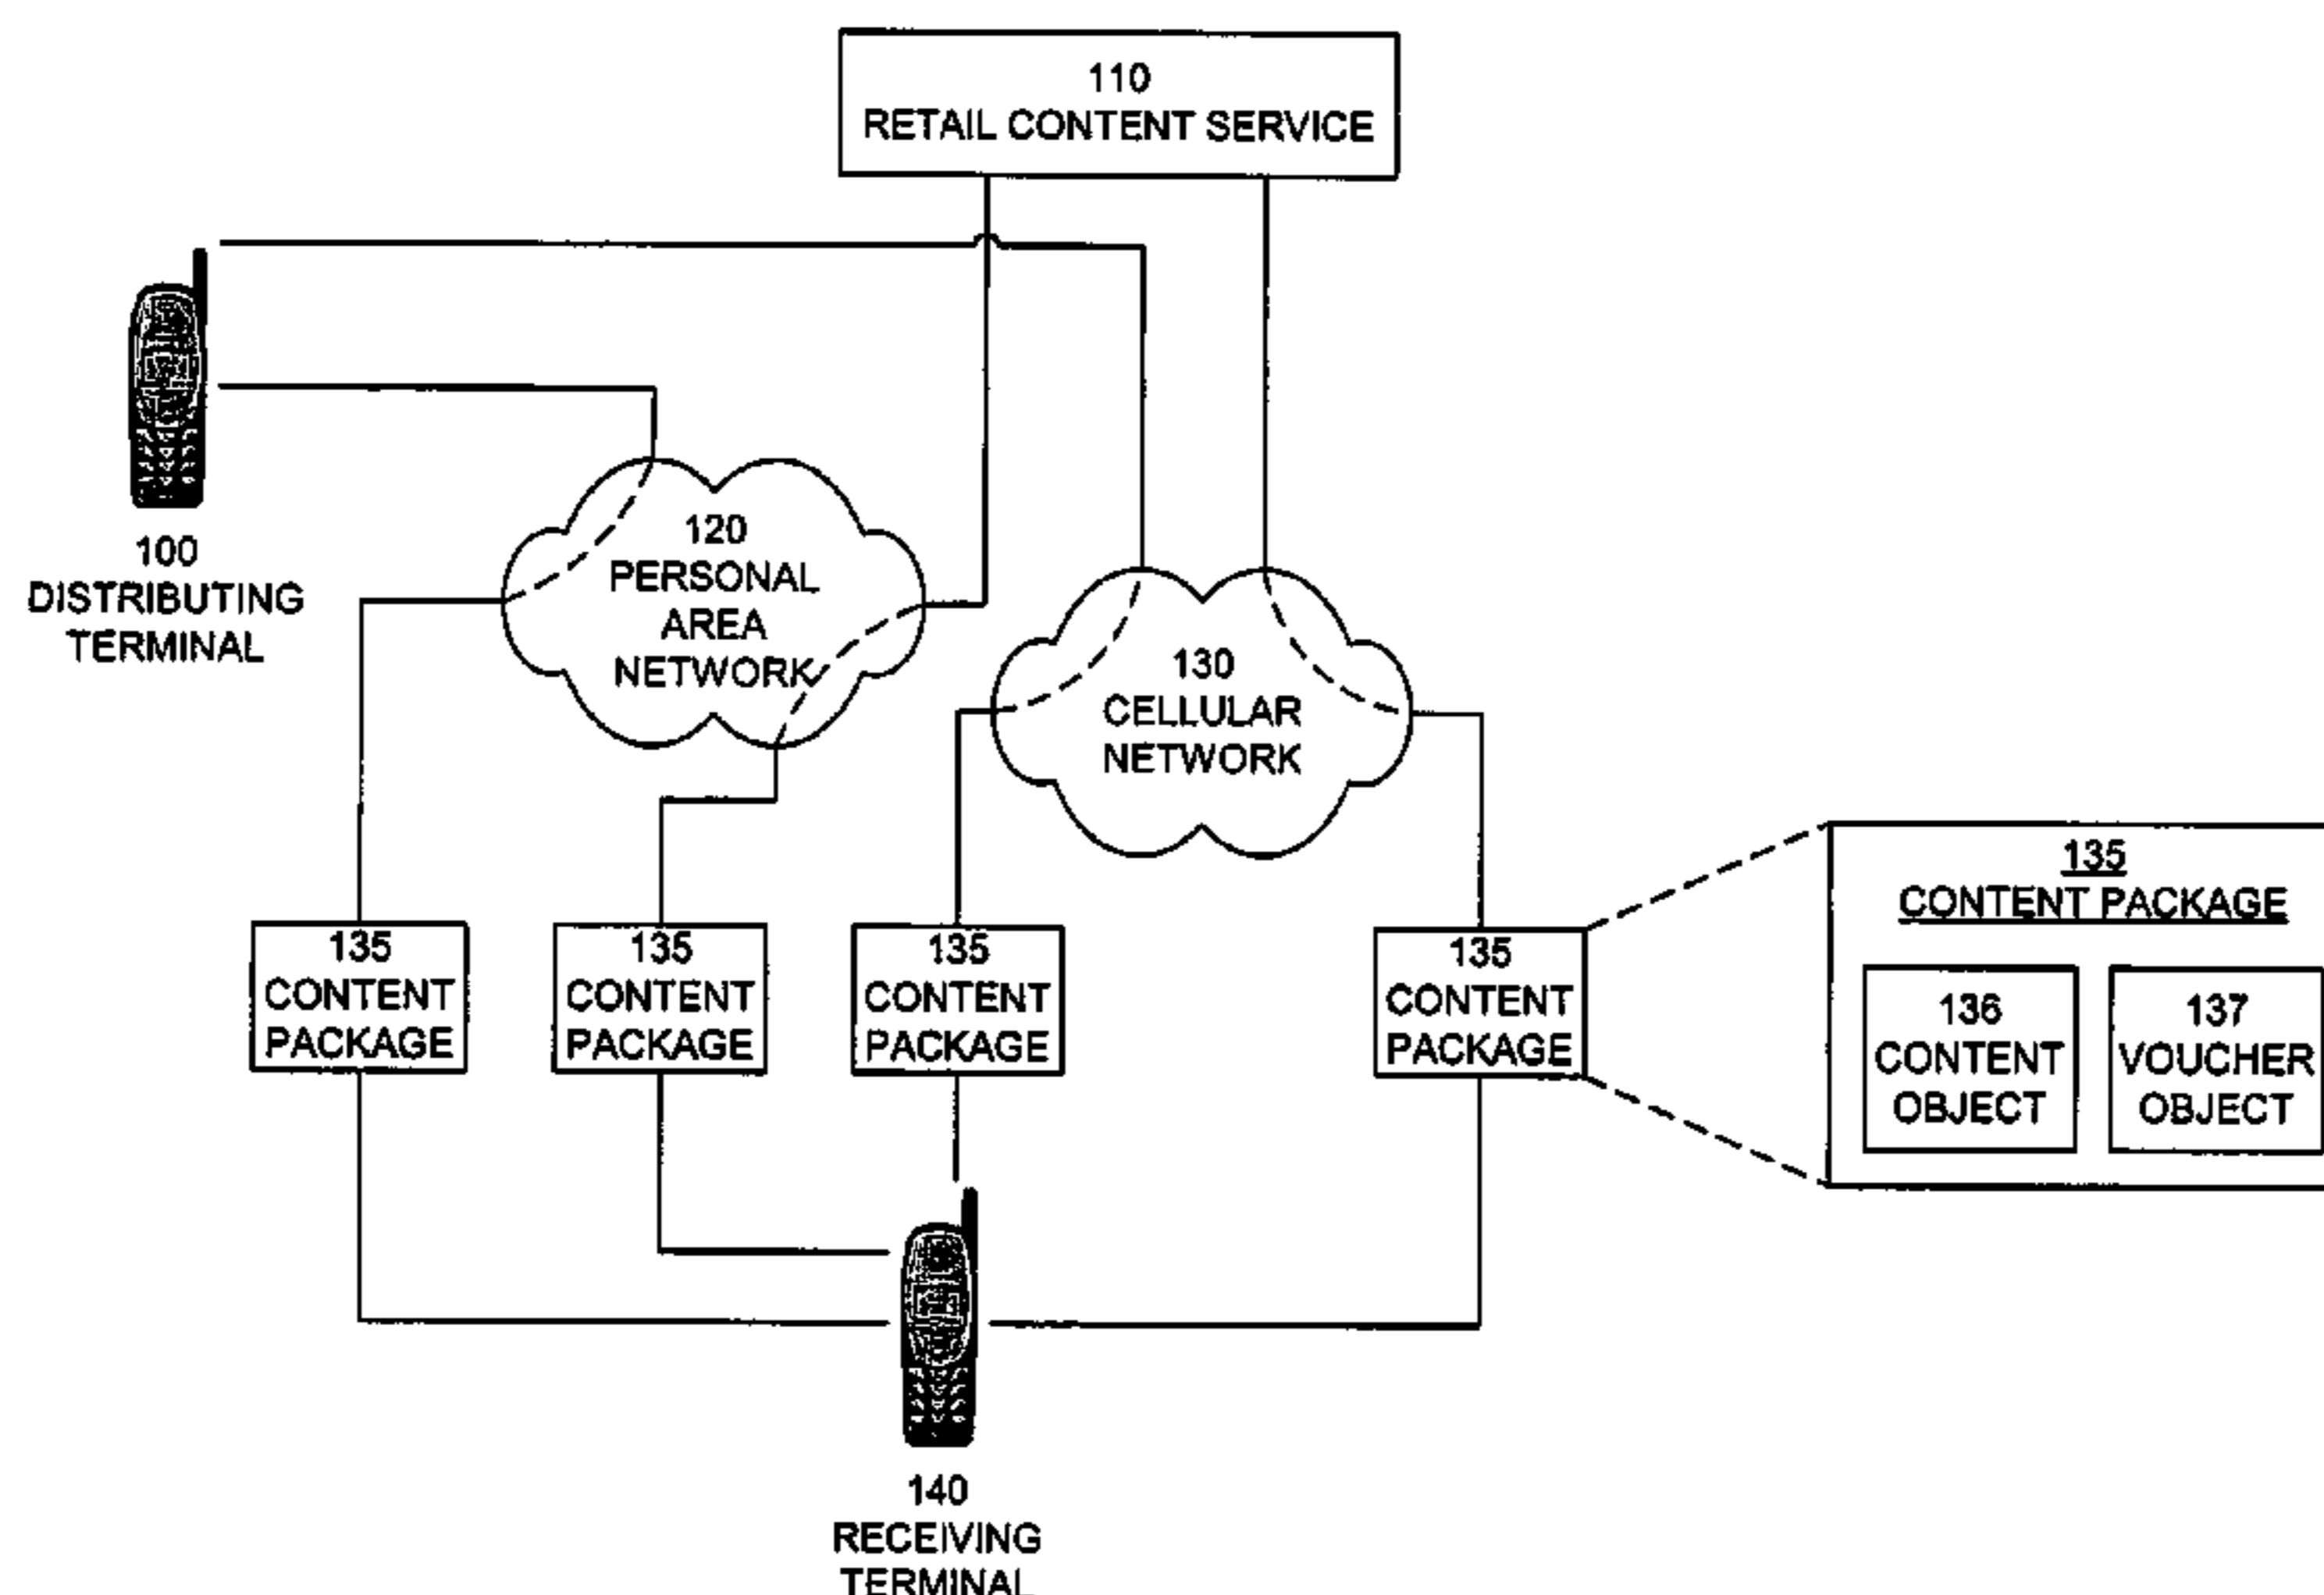 110
RETAIL CONTENT SERVICE
100
DISTRIBUTING
TERMINAL
120
PERSONAL
AREA
NETWORK
130
CELLULAR
NETWORK
135
CONTENT
PACKAGE
135
CONTENT
PACKAGE
135
CONTENT
PACKAGE
135
CONTENT
PACKAGE
135
CONTENT PACKAGE
136
CONTENT
OBJECT
137
VOUCHER
OBJECT
140
RECEIVING
TERMINAL